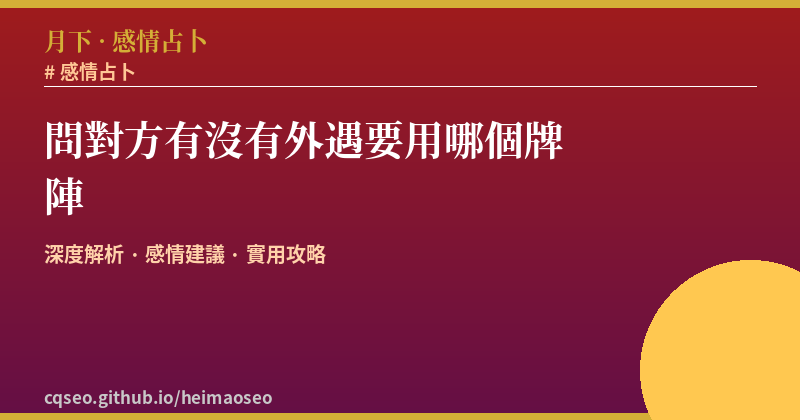 月下 · 感情占卜
# 感情占卜
問對方有沒有外遇要用哪個牌
陣
深度解析 · 感情建議 · 實用攻略
cqseo.github.io/heimaoseo